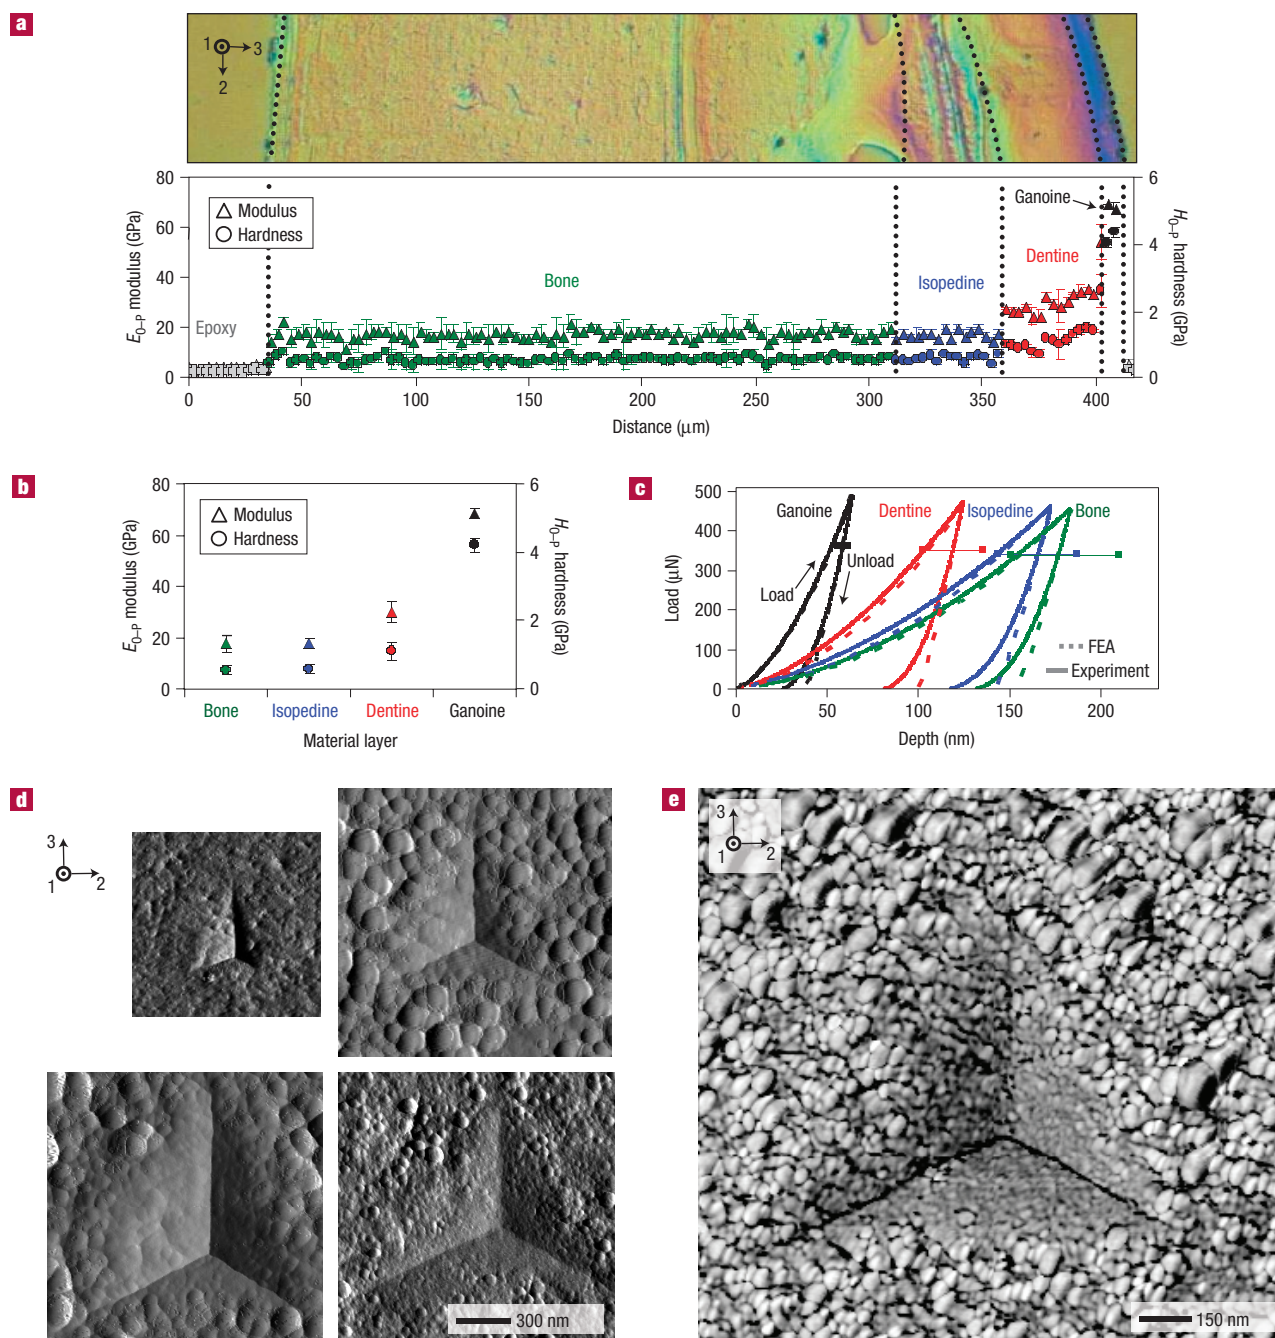 a
1
3
2
80
60
40
20
0
E0–P modulus (GPa)
Modulus
Hardness
Epoxy
Bone
Isopedine
Dentine
Ganoine
6
4
2
0
H0–P hardness (GPa)
0 50 100 150 200 250 300 350 400
Distance (μm)
b
80
60
40
20
0
E0–P modulus (GPa)
Modulus
Hardness
6
4
2
0
H0–P hardness (GPa)
Bone Isopedine Dentine Ganoine
Material layer
c
500
400
300
200
100
0
Load (μN)
Ganoine Dentine Isopedine Bone
Load
Unload
FEA
Experiment
0 50 100 150 200
Depth (nm)
d
3
1
2
300 nm
e
3
1
2
150 nm